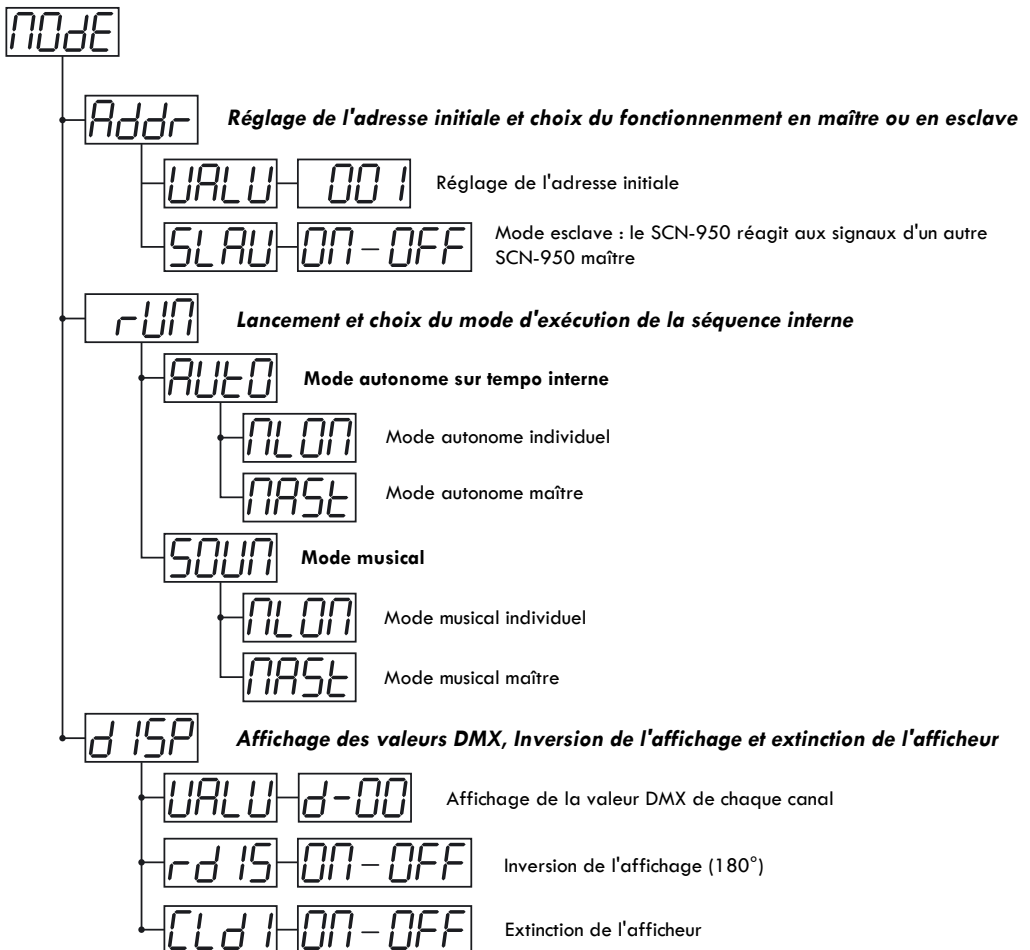 MOdE
Addr Réglage de l'adresse initiale et choix du fonctionnenment en maître ou en esclave
VALU 001 Réglage de l'adresse initiale
SLAV ON-OFF Mode esclave : le SCN-950 réagit aux signaux d'un autre
SCN-950 maître
rUN Lancement et choix du mode d'exécution de la séquence interne
AUtO Mode autonome sur tempo interne
ALON Mode autonome individuel
MASt Mode autonome maître
SOUN Mode musical
ALON Mode musical individuel
MASt Mode musical maître
dISP Affichage des valeurs DMX, Inversion de l'affichage et extinction de l'afficheur
VALU d-00 Affichage de la valeur DMX de chaque canal
rdIS ON-OFF Inversion de l'affichage (180°)
CLdI ON-OFF Extinction de l'afficheur